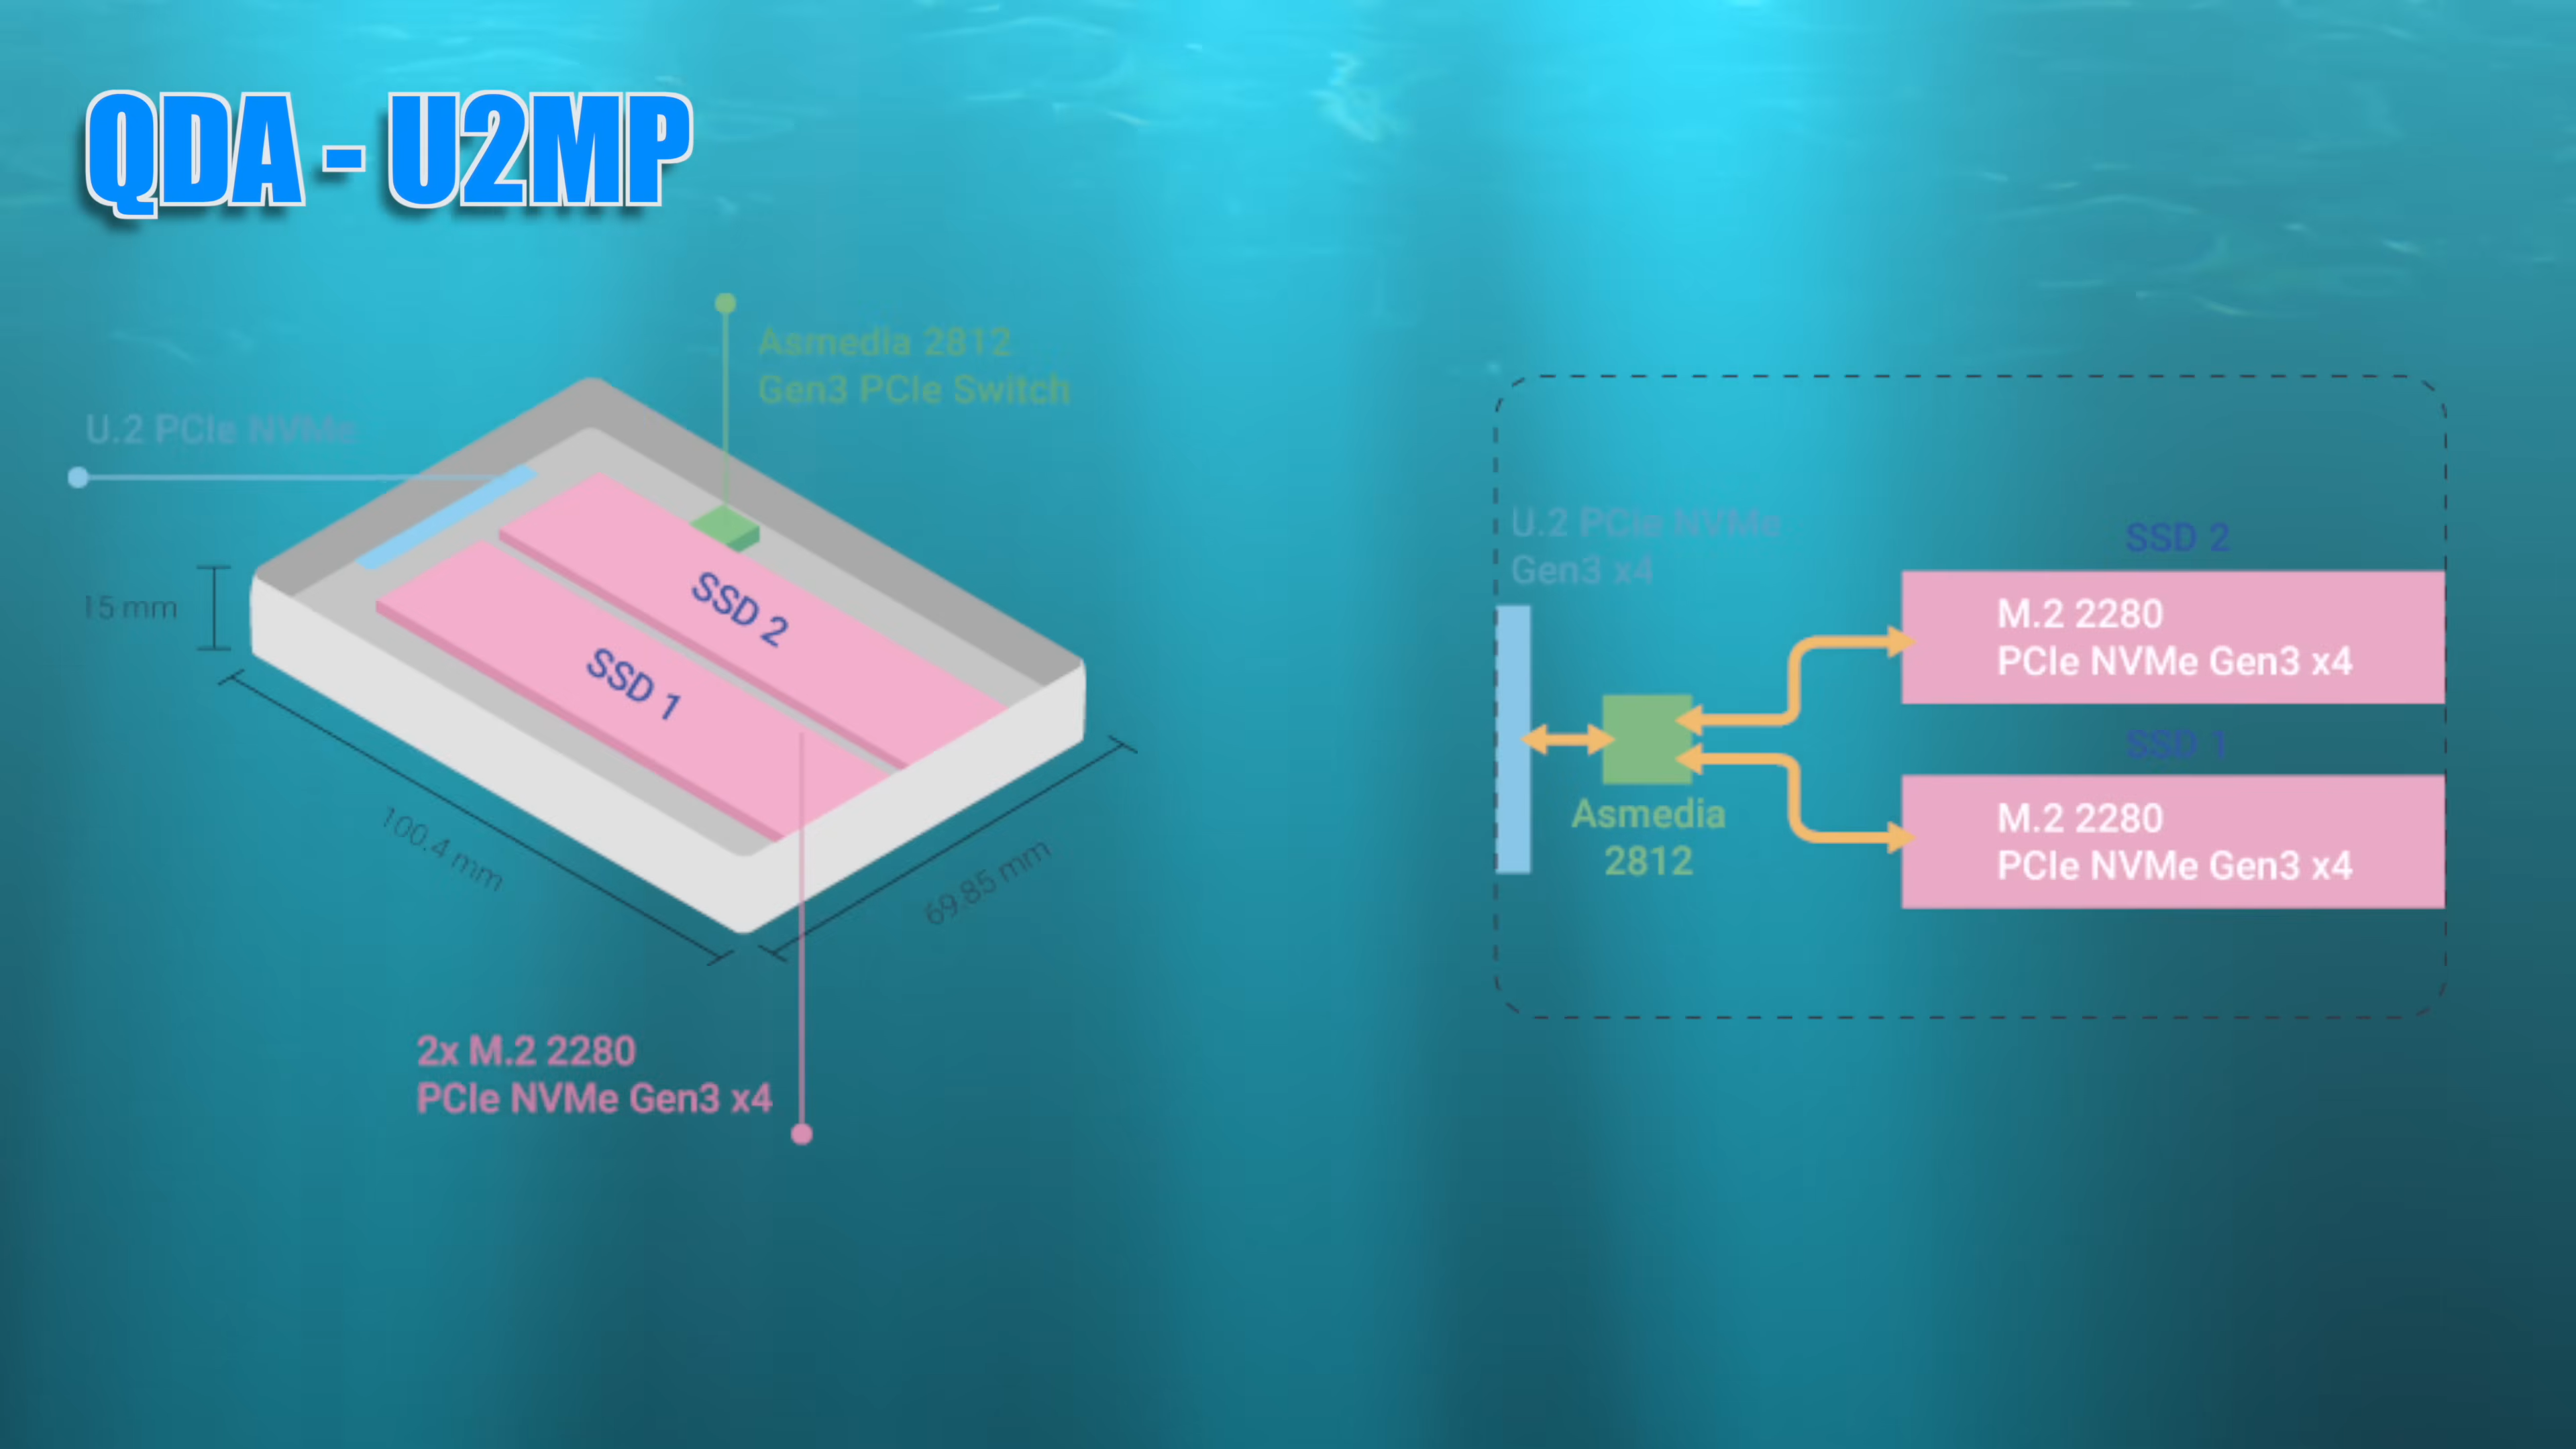 QDA - U2MP
Asmedia 2812
Gen3 PCIe Switch
U.2 PCIe NVMe
15 mm
SSD 2
SSD 1
100.4 mm
69.85 mm
2x M.2 2280
PCIe NVMe Gen3 x4
U.2 PCIe NVMe
Gen3 x4
SSD 2
M.2 2280
PCIe NVMe Gen3 x4
SSD 1
Asmedia
2812
M.2 2280
PCIe NVMe Gen3 x4